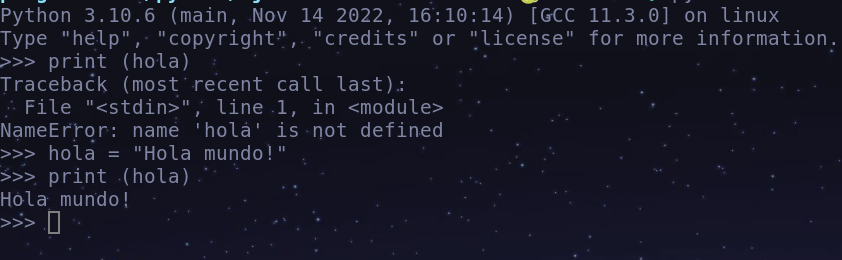 Python 3.10.6 (main, Nov 14 2022, 16:10:14) [GCC 11.3.0] on linux
Type "help", "copyright", "credits" or "license" for more information.
>>> print (hola)
Traceback (most recent call last):
  File "<stdin>", line 1, in <module>
NameError: name 'hola' is not defined
>>> hola = "Hola mundo!"
>>> print (hola)
Hola mundo!
>>>